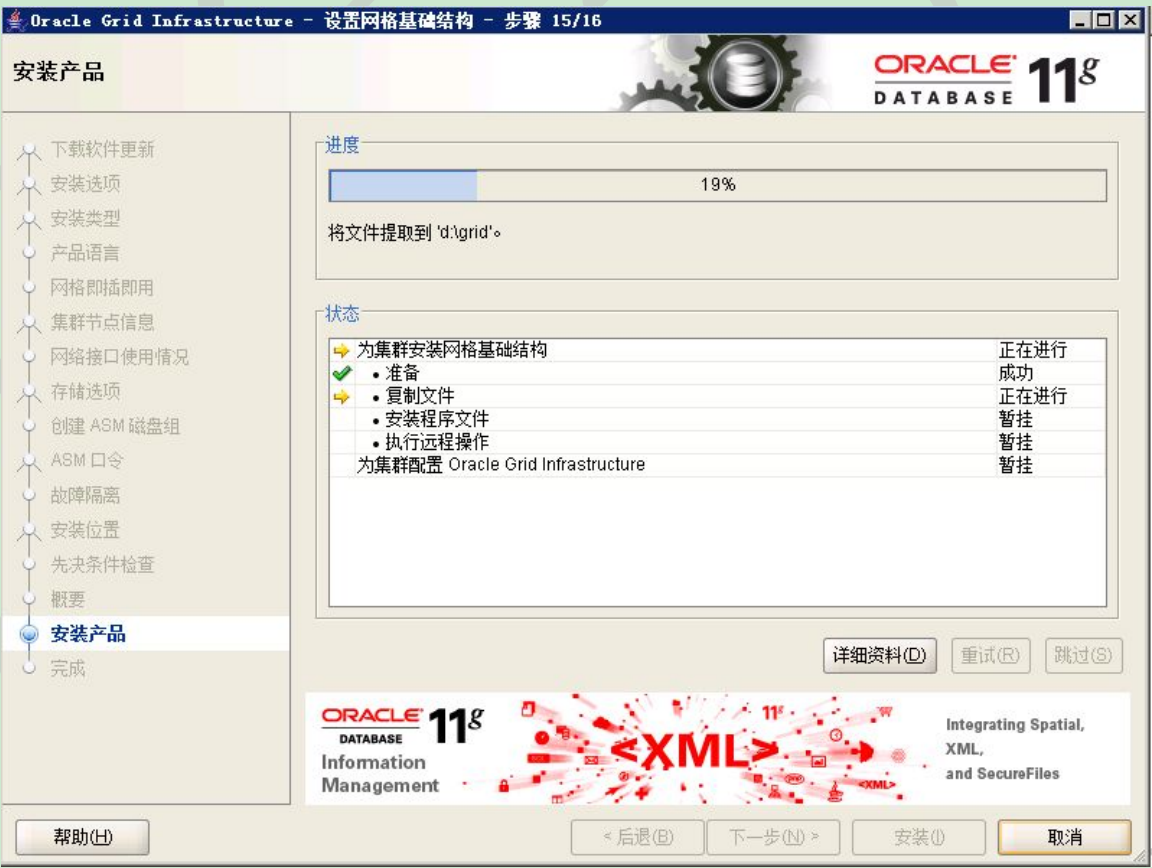 Oracle Grid Infrastructure - 设置网格基础结构 - 步骤 15/16
安装产品
ORACLE 11g
DATABASE
下载软件更新
安装选项
安装类型
产品语言
网格即插即用
集群节点信息
网络接口使用情况
存储选项
创建 ASM 磁盘组
ASM 口令
故障隔离
安装位置
先决条件检查
概要
安装产品
完成
进度
19%
将文件提取到 'd:\grid'。
状态
为集群安装网格基础结构 正在进行
• 准备 成功
• 复制文件 正在进行
• 安装程序文件 暂挂
• 执行远程操作 暂挂
为集群配置 Oracle Grid Infrastructure 暂挂
详细资料(D) 重试(R) 跳过(S)
ORACLE 11g
DATABASE
Information
Management
11g
<XML>
php
<XML>
Integrating Spatial,
XML,
and SecureFiles
帮助(H) < 后退(B) 下一步(N) > 安装(I) 取消